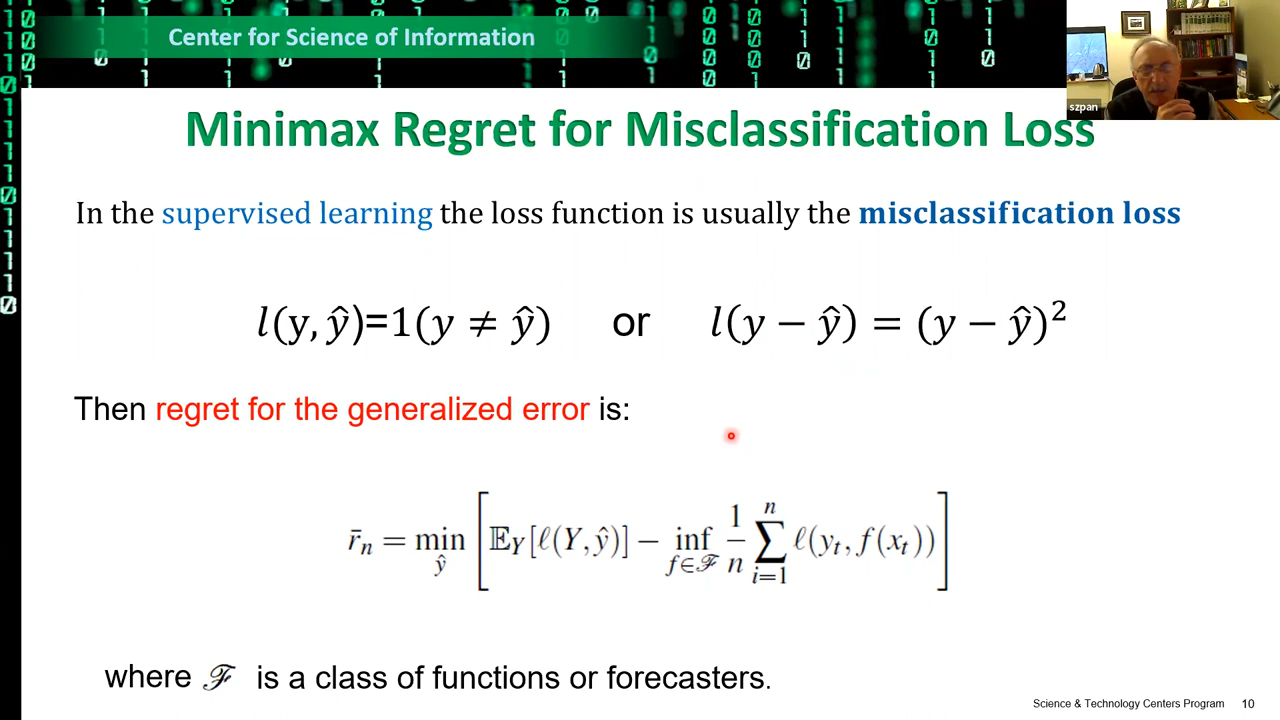 Center for Science of Information
szpan
Minimax Regret for Misclassification Loss
In the supervised learning the loss function is usually the misclassification loss
l(y, ŷ)=1(y ≠ ŷ) or l(y − ŷ) = (y − ŷ)²
Then regret for the generalized error is:
r̄ₙ = min_ŷ [ 𝔼_Y[ℓ(Y, ŷ)] − inf_{f∈ℱ} 1/n ∑_{i=1}^{n} ℓ(y_t, f(x_t)) ]
where ℱ is a class of functions or forecasters.
Science & Technology Centers Program 10